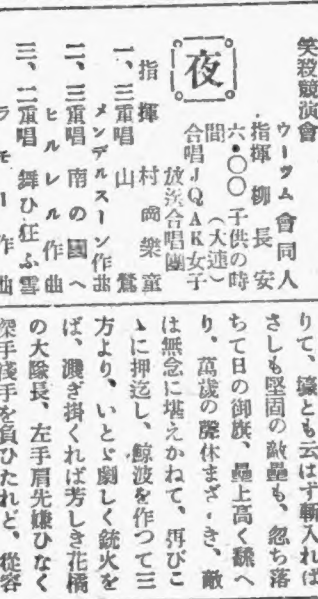 笑殺競演會
ウーヅム會同人
指揮 柳長安
夜
六・〇〇 子供の時
間 (大連)
合唱JQAK女子
放送合唱團
指揮 村岡樂童
一、三重唱 山鶯
メンデルスーン作曲
二、三重唱 南の國へ
ヒルレル作曲
三、二重唱 舞ひ狂ふ雪
ラモー作曲
りて、壕とも云はず斬入れば
さしも堅固の敵壘も、忽ち落
ちて日の御旗、壘上高く飜へ
り、萬歲の聲休まざき、敵
は無念に堪えかねて、再びこ
ゝに押迫し、鯨波を作つて三
方より、いとゞ劇しく銃火を
ば、濺ぎ掛くれば芳しき花橘
の大隊長、左手肩先嫌ひなく
深手淺手を負ひたれど、從容